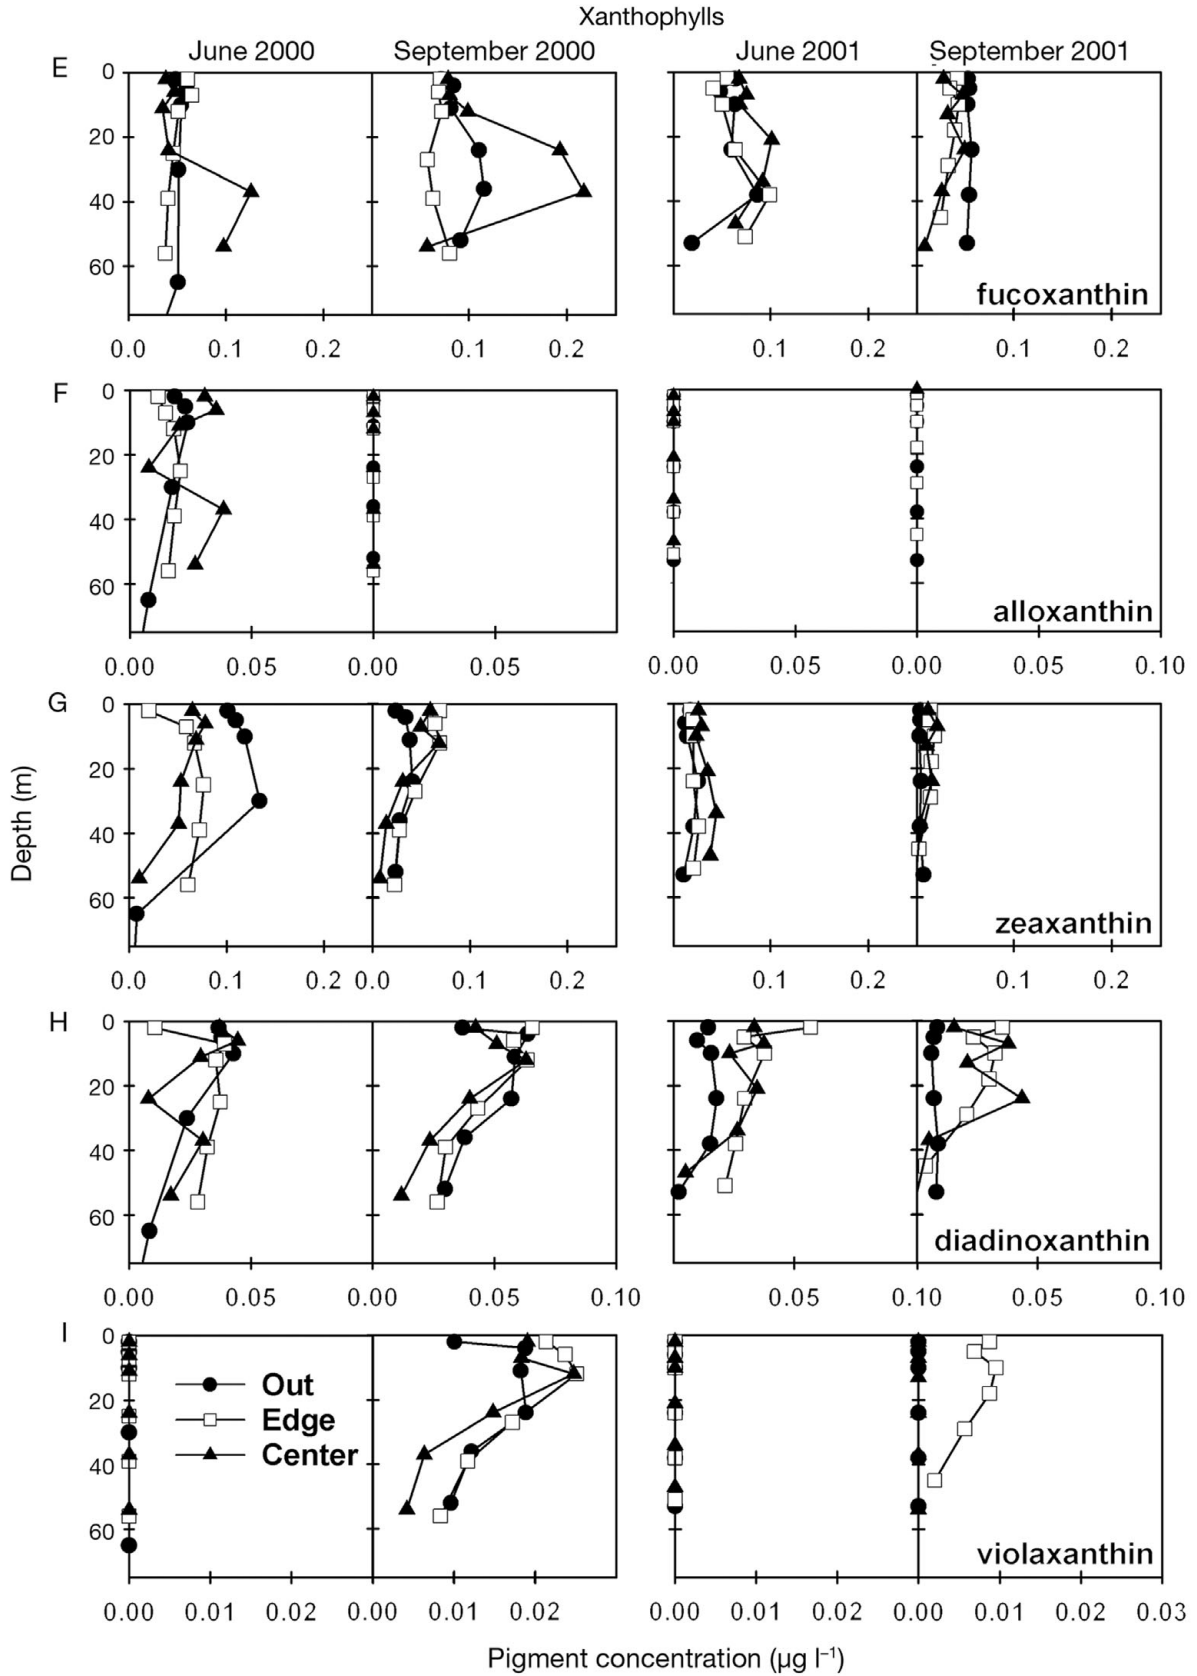 Xanthophylls
June 2000 September 2000 June 2001 September 2001
E
0
20
40
60
fucoxanthin
0.0 0.1 0.2 0.1 0.2 0.1 0.2 0.1 0.2
F
0
20
40
60
alloxanthin
0.00 0.05 0.00 0.05 0.00 0.05 0.00 0.05 0.10
G
0
20
40
60
zeaxanthin
0.0 0.1 0.2 0.0 0.1 0.2 0.1 0.2 0.1 0.2
Depth (m)
H
0
20
40
60
diadinoxanthin
0.00 0.05 0.00 0.05 0.10 0.05 0.10 0.05 0.10
I
0
20
40
60
Out
Edge
Center
violaxanthin
0.00 0.01 0.02 0.00 0.01 0.02 0.00 0.01 0.02 0.00 0.01 0.02 0.03
Pigment concentration (µg l⁻¹)